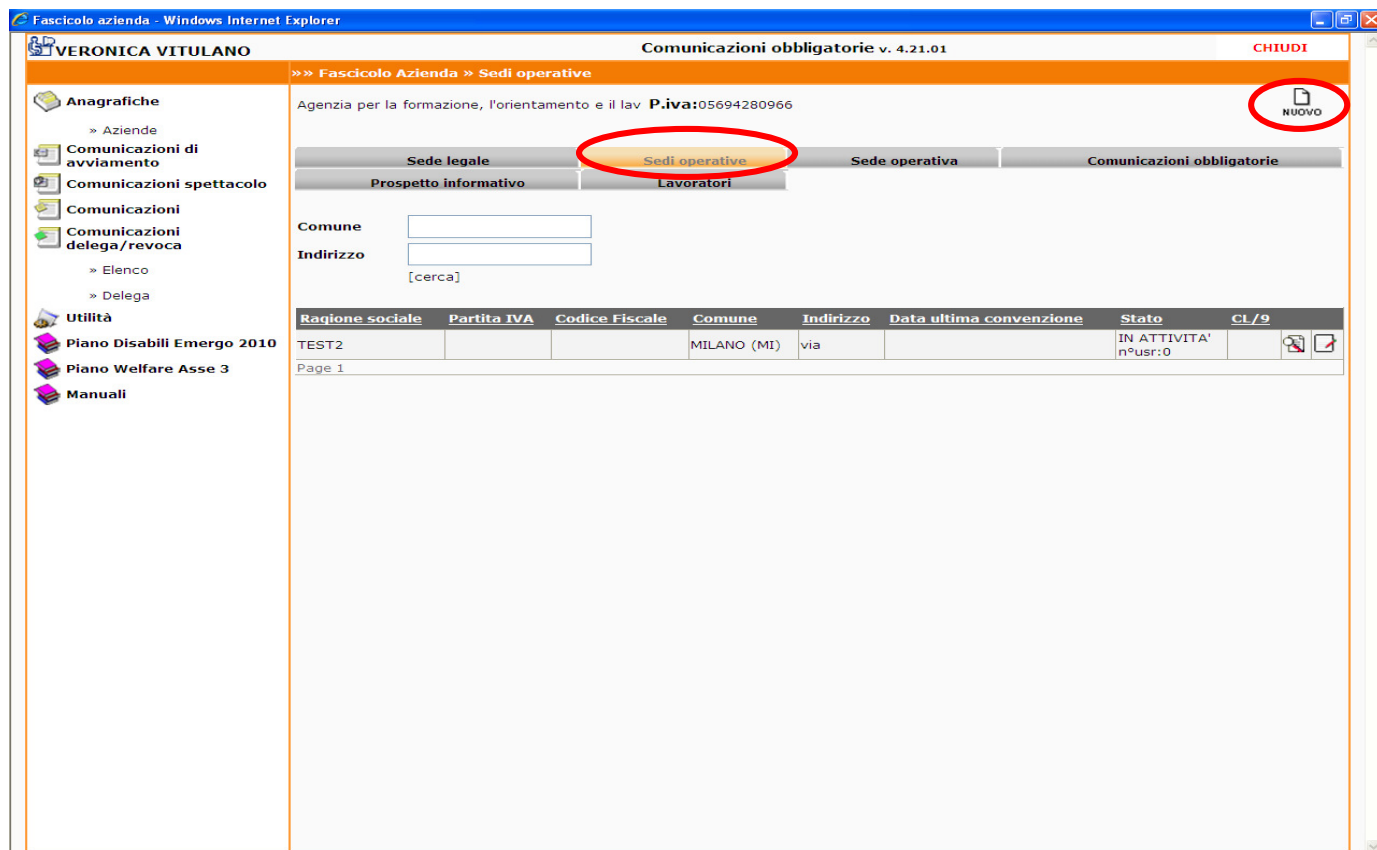 Fascicolo azienda - Windows Internet Explorer
VERONICA VITULANO
Comunicazioni obbligatorie v. 4.21.01
CHIUDI
»» Fascicolo Azienda » Sedi operative
Anagrafiche
» Aziende
Comunicazioni di avviamento
Comunicazioni spettacolo
Comunicazioni
Comunicazioni delega/revoca
» Elenco
» Delega
Utilità
Piano Disabili Emergo 2010
Piano Welfare Asse 3
Manuali
Agenzia per la formazione, l'orientamento e il lav P.iva:05694280966
NUOVO
Sede legale
Sedi operative
Sede operativa
Comunicazioni obbligatorie
Prospetto informativo
Lavoratori
Comune
Indirizzo
[cerca]
Ragione sociale Partita IVA Codice Fiscale Comune Indirizzo Data ultima convenzione Stato CL/9
TEST2 MILANO (MI) via IN ATTIVITA' n°usr:0
Page 1